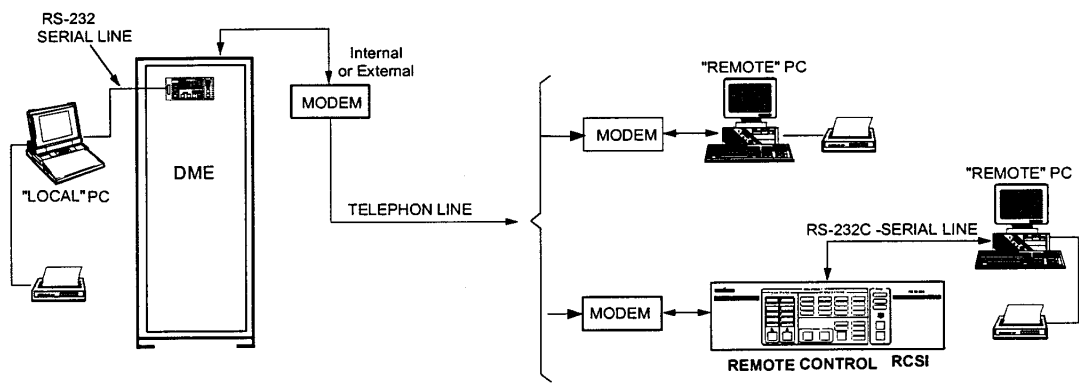 RS-232
SERIAL LINE
Internal
or External
MODEM
DME
"LOCAL" PC
TELEPHON LINE
"REMOTE" PC
MODEM
"REMOTE" PC
RS-232C -SERIAL LINE
MODEM
REMOTE CONTROL RCSI